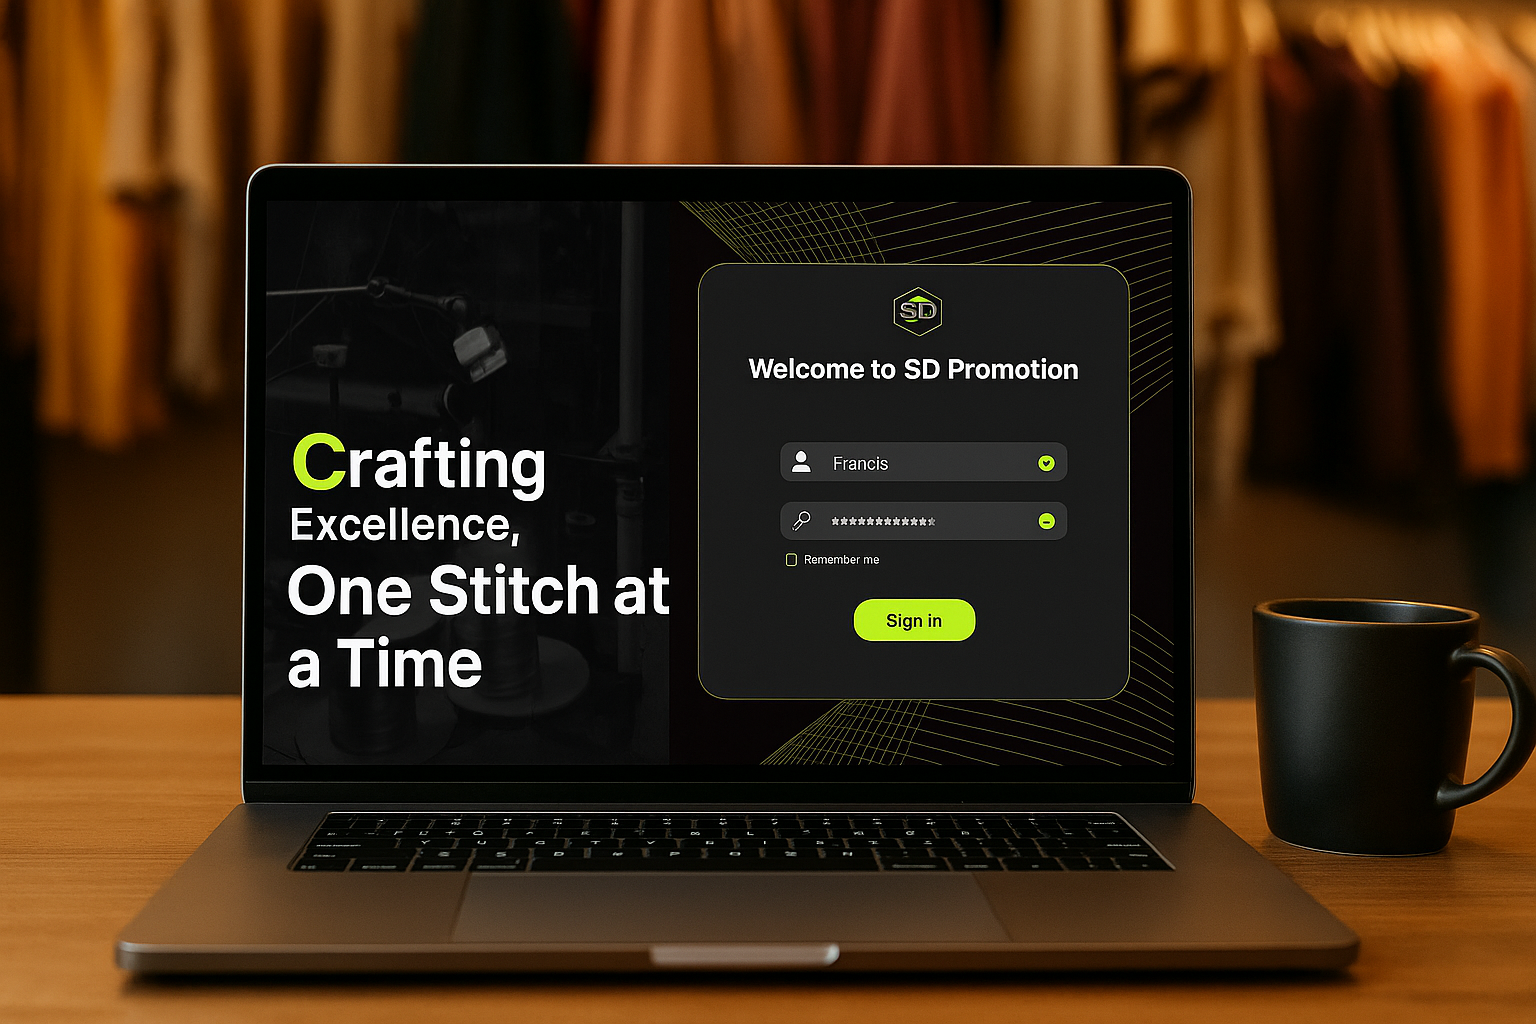 Crafting
Excellence,
One Stitch at
a Time
SD
Welcome to SD Promotion
Francis
************
Remember me
Sign in